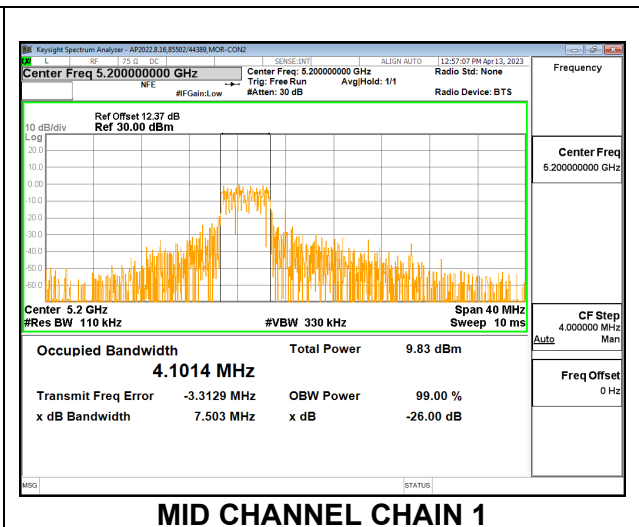 Keysight Spectrum Analyzer - AP2022.8.16,85502/44389,MOR-CON2
L RF 75 Ω DC SENSE:INT ALIGN AUTO 12:57:07 PM Apr 13, 2023
Center Freq 5.200000000 GHz Center Freq: 5.200000000 GHz Radio Std: None Frequency
NFE Trig: Free Run Avg|Hold: 1/1
#IFGain:Low #Atten: 30 dB Radio Device: BTS
Ref Offset 12.37 dB
10 dB/div Ref 30.00 dBm
Log
20.0
10.0
0.00
-10.0
-20.0
-30.0
-40.0
-50.0
-60.0
Center Freq
5.200000000 GHz
Center 5.2 GHz Span 40 MHz
#Res BW 110 kHz #VBW 330 kHz Sweep 10 ms
CF Step
4.000000 MHz
Auto Man
Occupied Bandwidth Total Power 9.83 dBm
4.1014 MHz
Transmit Freq Error -3.3129 MHz OBW Power 99.00 %
x dB Bandwidth 7.503 MHz x dB -26.00 dB
Freq Offset
0 Hz
MSG STATUS
MID CHANNEL CHAIN 1